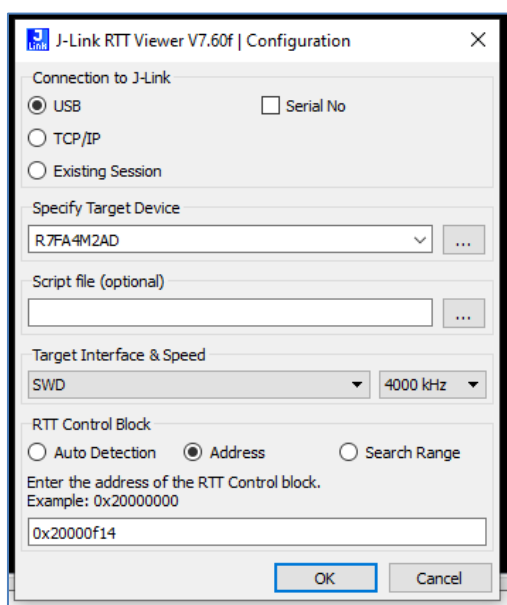 J-Link RTT Viewer V7.60f | Configuration
Connection to J-Link
USB Serial No
TCP/IP
Existing Session
Specify Target Device
R7FA4M2AD ...
Script file (optional)
...
Target Interface & Speed
SWD 4000 kHz
RTT Control Block
Auto Detection Address Search Range
Enter the address of the RTT Control block.
Example: 0x20000000
0x20000f14
OK Cancel